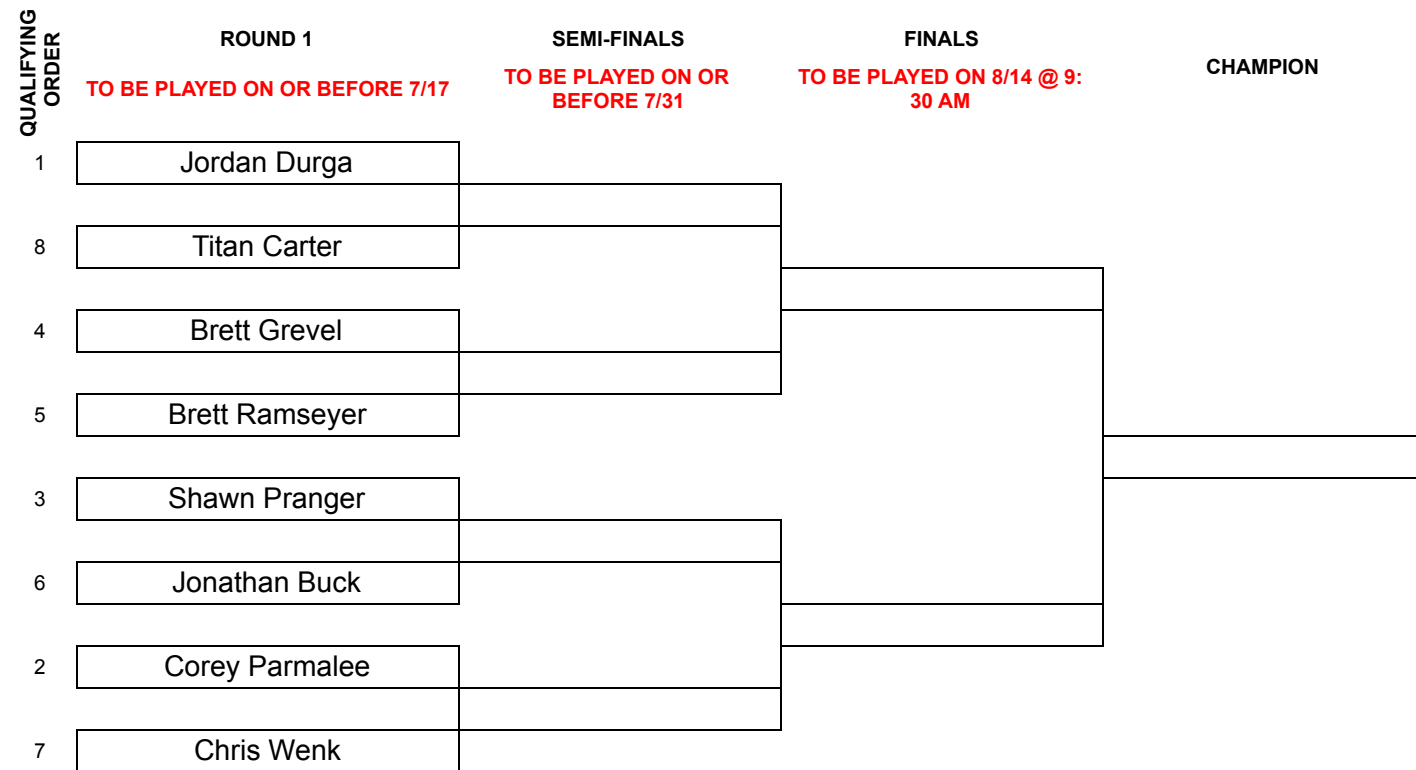 QUALIFYING
ORDER
ROUND 1
SEMI-FINALS
FINALS
CHAMPION
TO BE PLAYED ON OR BEFORE 7/17
TO BE PLAYED ON OR
BEFORE 7/31
TO BE PLAYED ON 8/14 @ 9:
30 AM
1 Jordan Durga
8 Titan Carter
4 Brett Grevel
5 Brett Ramseyer
3 Shawn Pranger
6 Jonathan Buck
2 Corey Parmalee
7 Chris Wenk